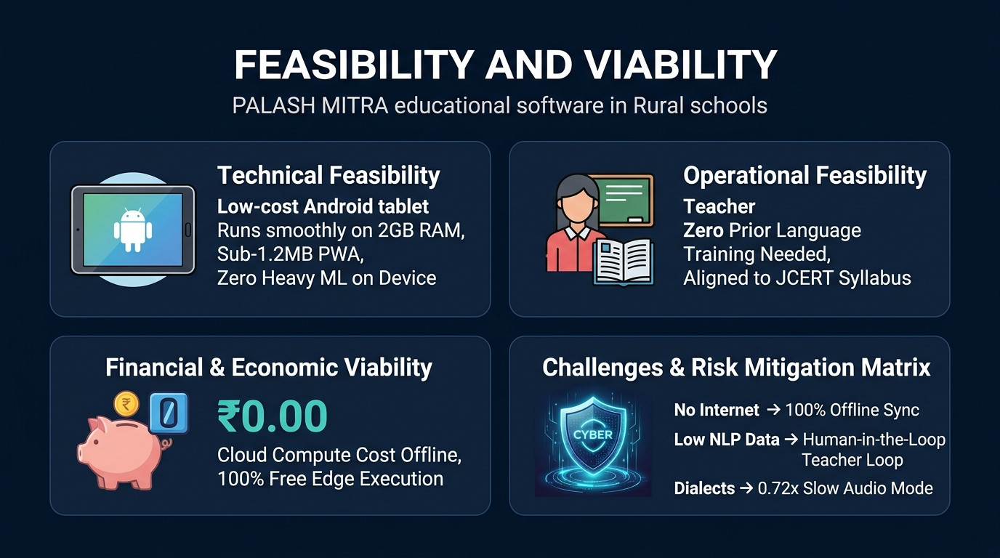 FEASIBILITY AND VIABILITY
PALASH MITRA educational software in Rural schools
Technical Feasibility
Low-cost Android tablet
Runs smoothly on 2GB RAM,
Sub-1.2MB PWA,
Zero Heavy ML on Device
Operational Feasibility
Teacher
Zero Prior Language
Training Needed,
Aligned to JCERT Syllabus
Financial & Economic Viability
₹
0
₹0.00
Cloud Compute Cost Offline,
100% Free Edge Execution
Challenges & Risk Mitigation Matrix
CYBER
No Internet → 100% Offline Sync
Low NLP Data → Human-in-the-Loop
Teacher Loop
Dialects → 0.72x Slow Audio Mode